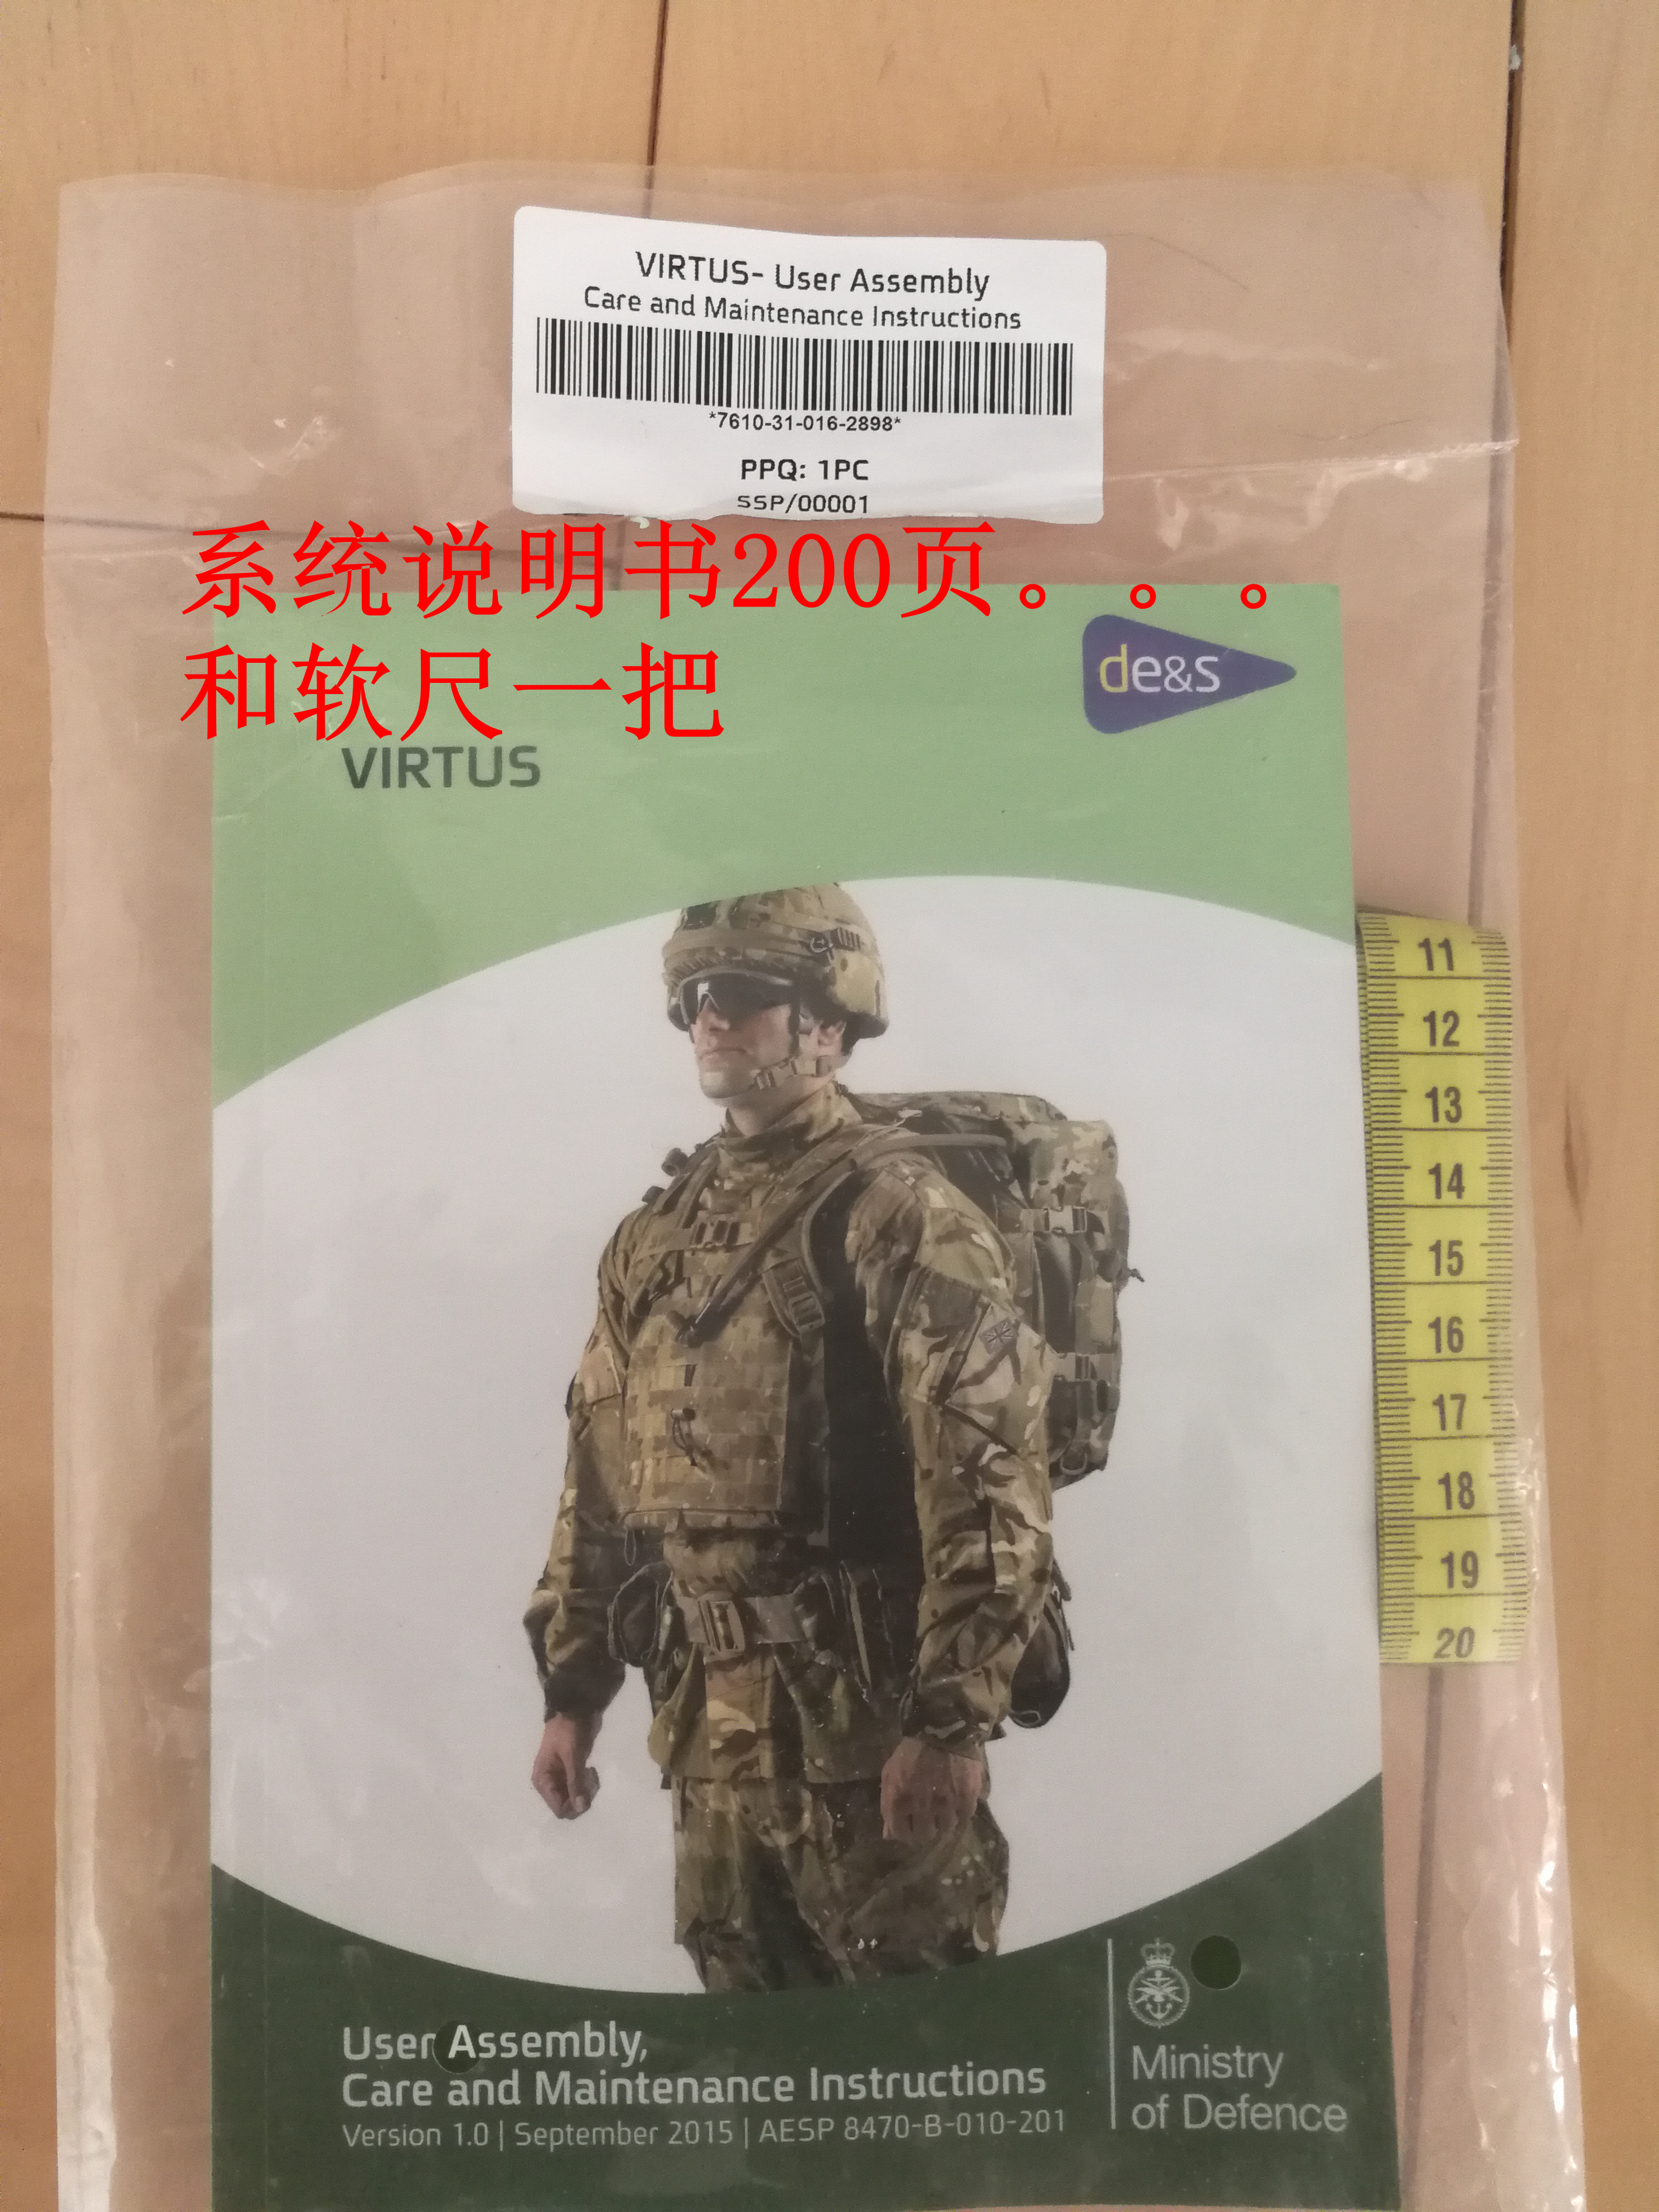 VIRTUS- User Assembly
Care and Maintenance Instructions
*7610-31-016-2898*
PPQ: 1PC
SSP/00001
系统说明书200页。。。
和软尺一把
de&s
VIRTUS
11
12
13
14
15
16
17
18
19
20
User Assembly,
Care and Maintenance Instructions
Version 1.0 | September 2015 | AESP 8470-B-010-201
Ministry
of Defence